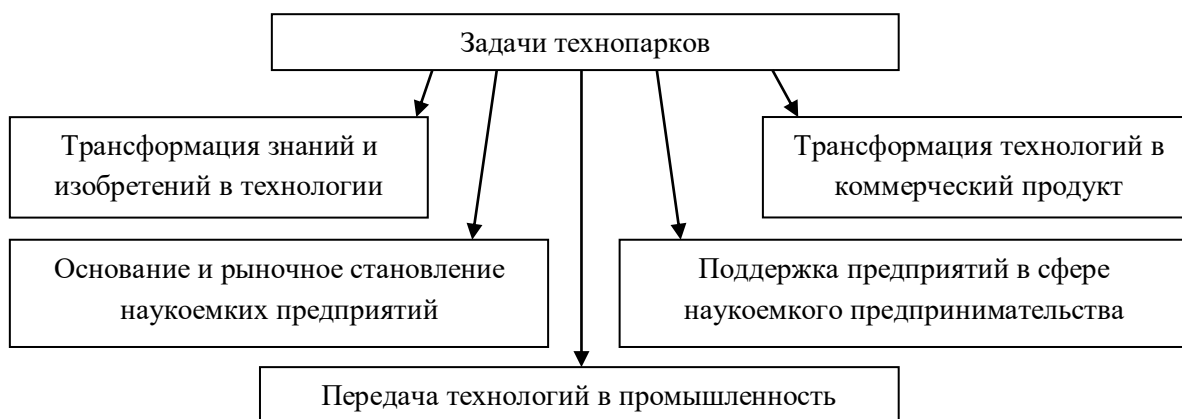 Задачи технопарков
Трансформация знаний и
изобретений в технологии
Трансформация технологий в
коммерческий продукт
Основание и рыночное становление
наукоемких предприятий
Поддержка предприятий в сфере
наукоемкого предпринимательства
Передача технологий в промышленность